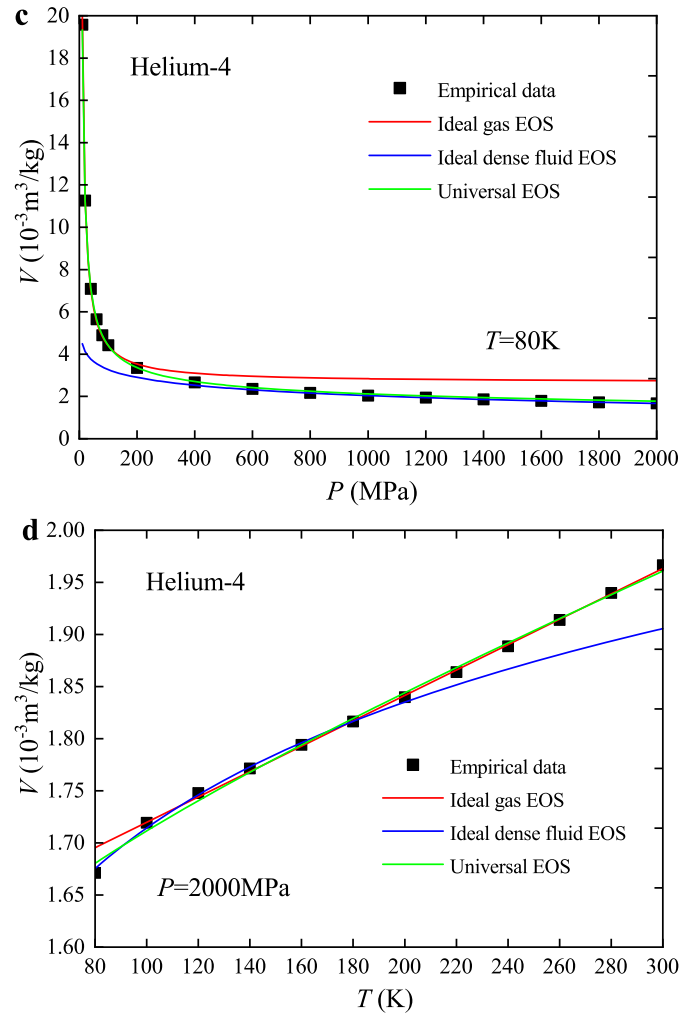 c
20
18
16
14
12
10
8
6
4
2
0
V (10⁻³m³/kg)
Helium-4
Empirical data
Ideal gas EOS
Ideal dense fluid EOS
Universal EOS
T=80K
0 200 400 600 800 1000 1200 1400 1600 1800 2000
P (MPa)
d
2.00
1.95
1.90
1.85
1.80
1.75
1.70
1.65
1.60
V (10⁻³m³/kg)
Helium-4
Empirical data
Ideal gas EOS
Ideal dense fluid EOS
Universal EOS
P=2000MPa
80 100 120 140 160 180 200 220 240 260 280 300
T (K)